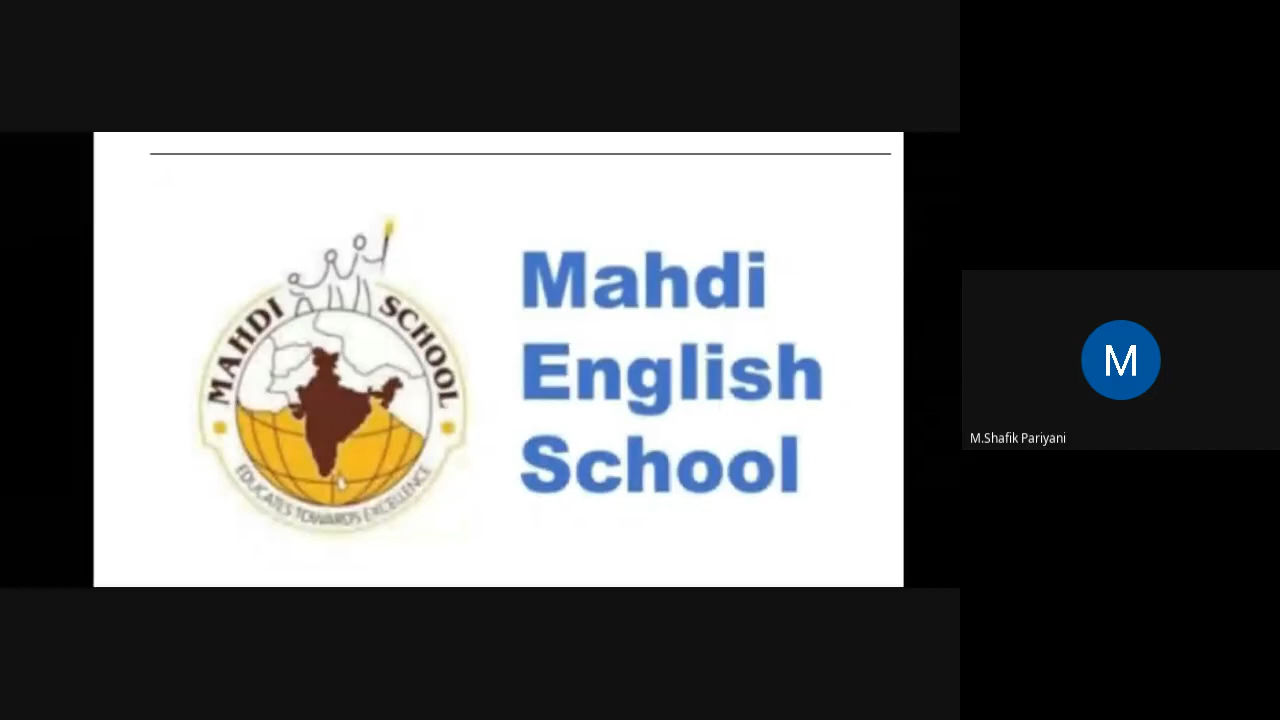 MAHDI SCHOOL
EDUCATES TOWARDS EXCELLENCE
Mahdi
English
School
M
M.Shafik Pariyani